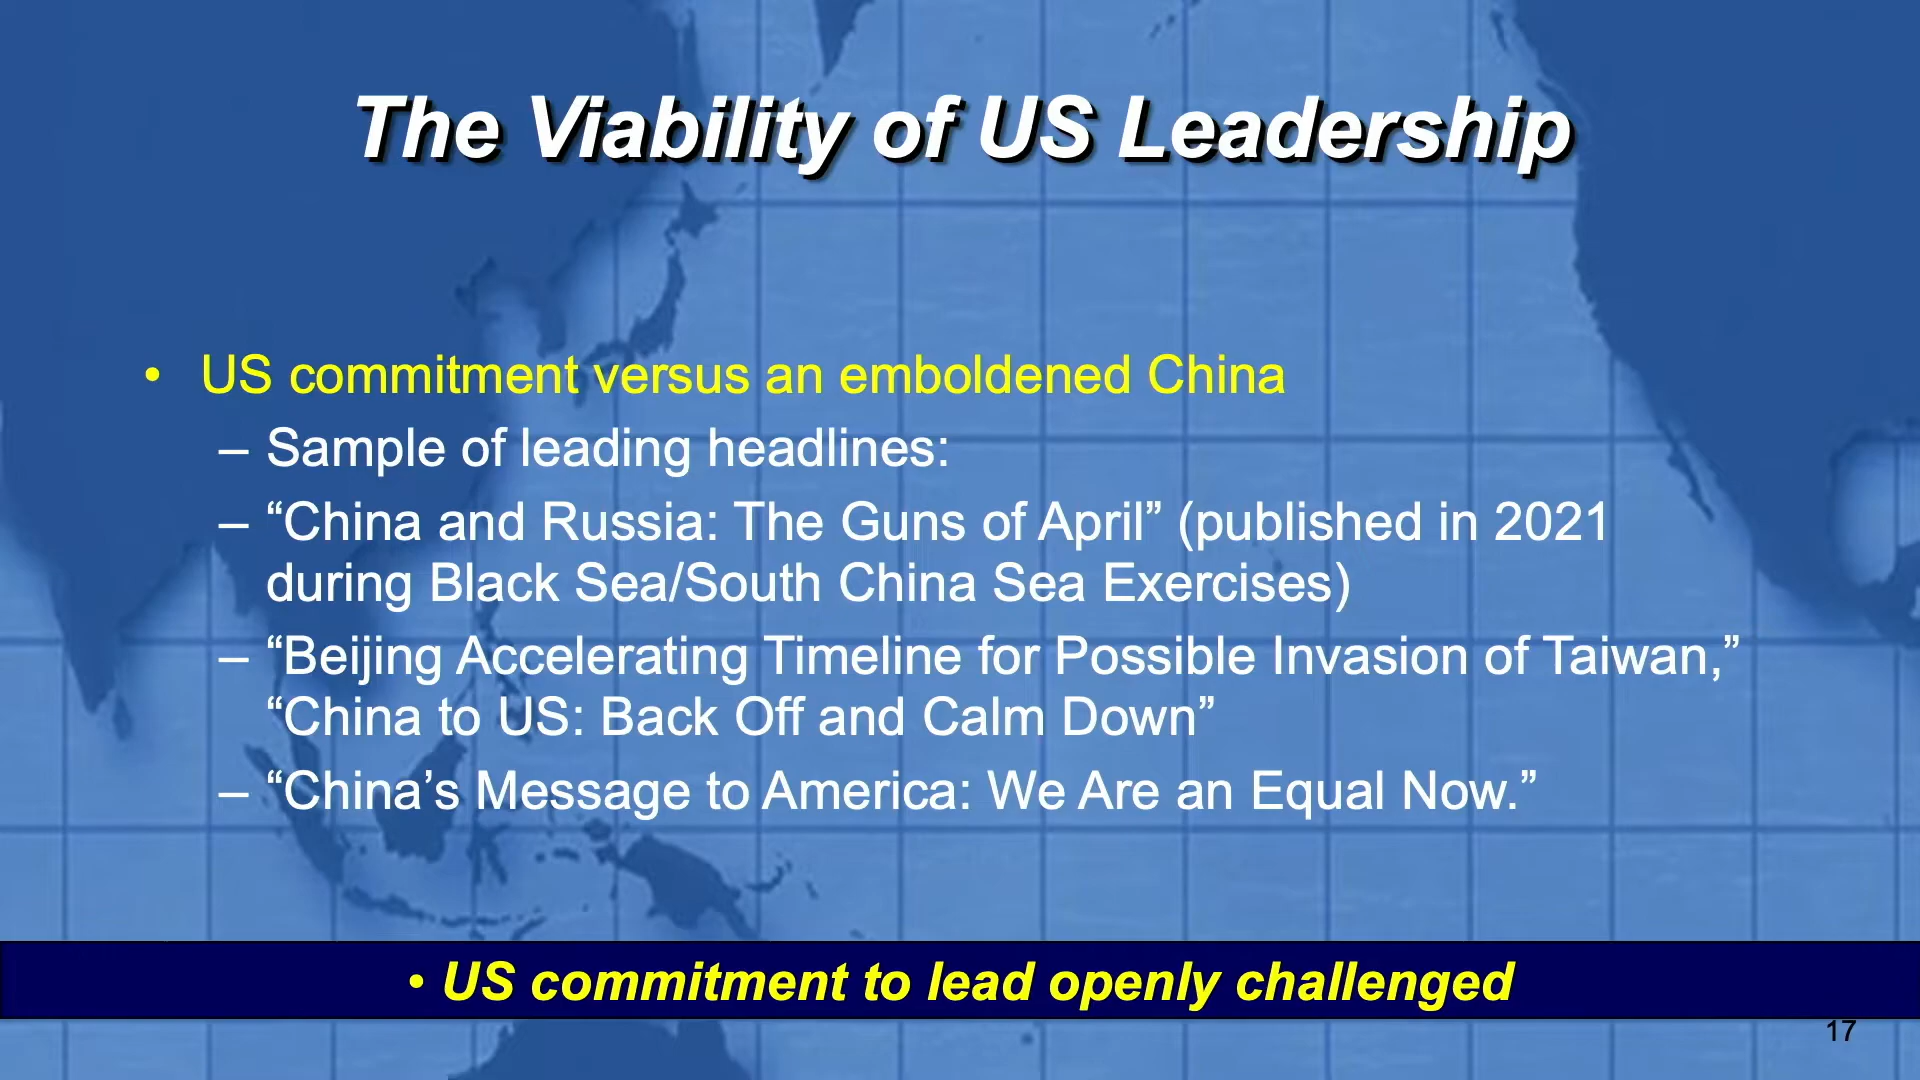 The Viability of US Leadership
• US commitment versus an emboldened China
– Sample of leading headlines:
– “China and Russia: The Guns of April” (published in 2021
during Black Sea/South China Sea Exercises)
– “Beijing Accelerating Timeline for Possible Invasion of Taiwan,”
“China to US: Back Off and Calm Down”
– “China’s Message to America: We Are an Equal Now.”
• US commitment to lead openly challenged
17